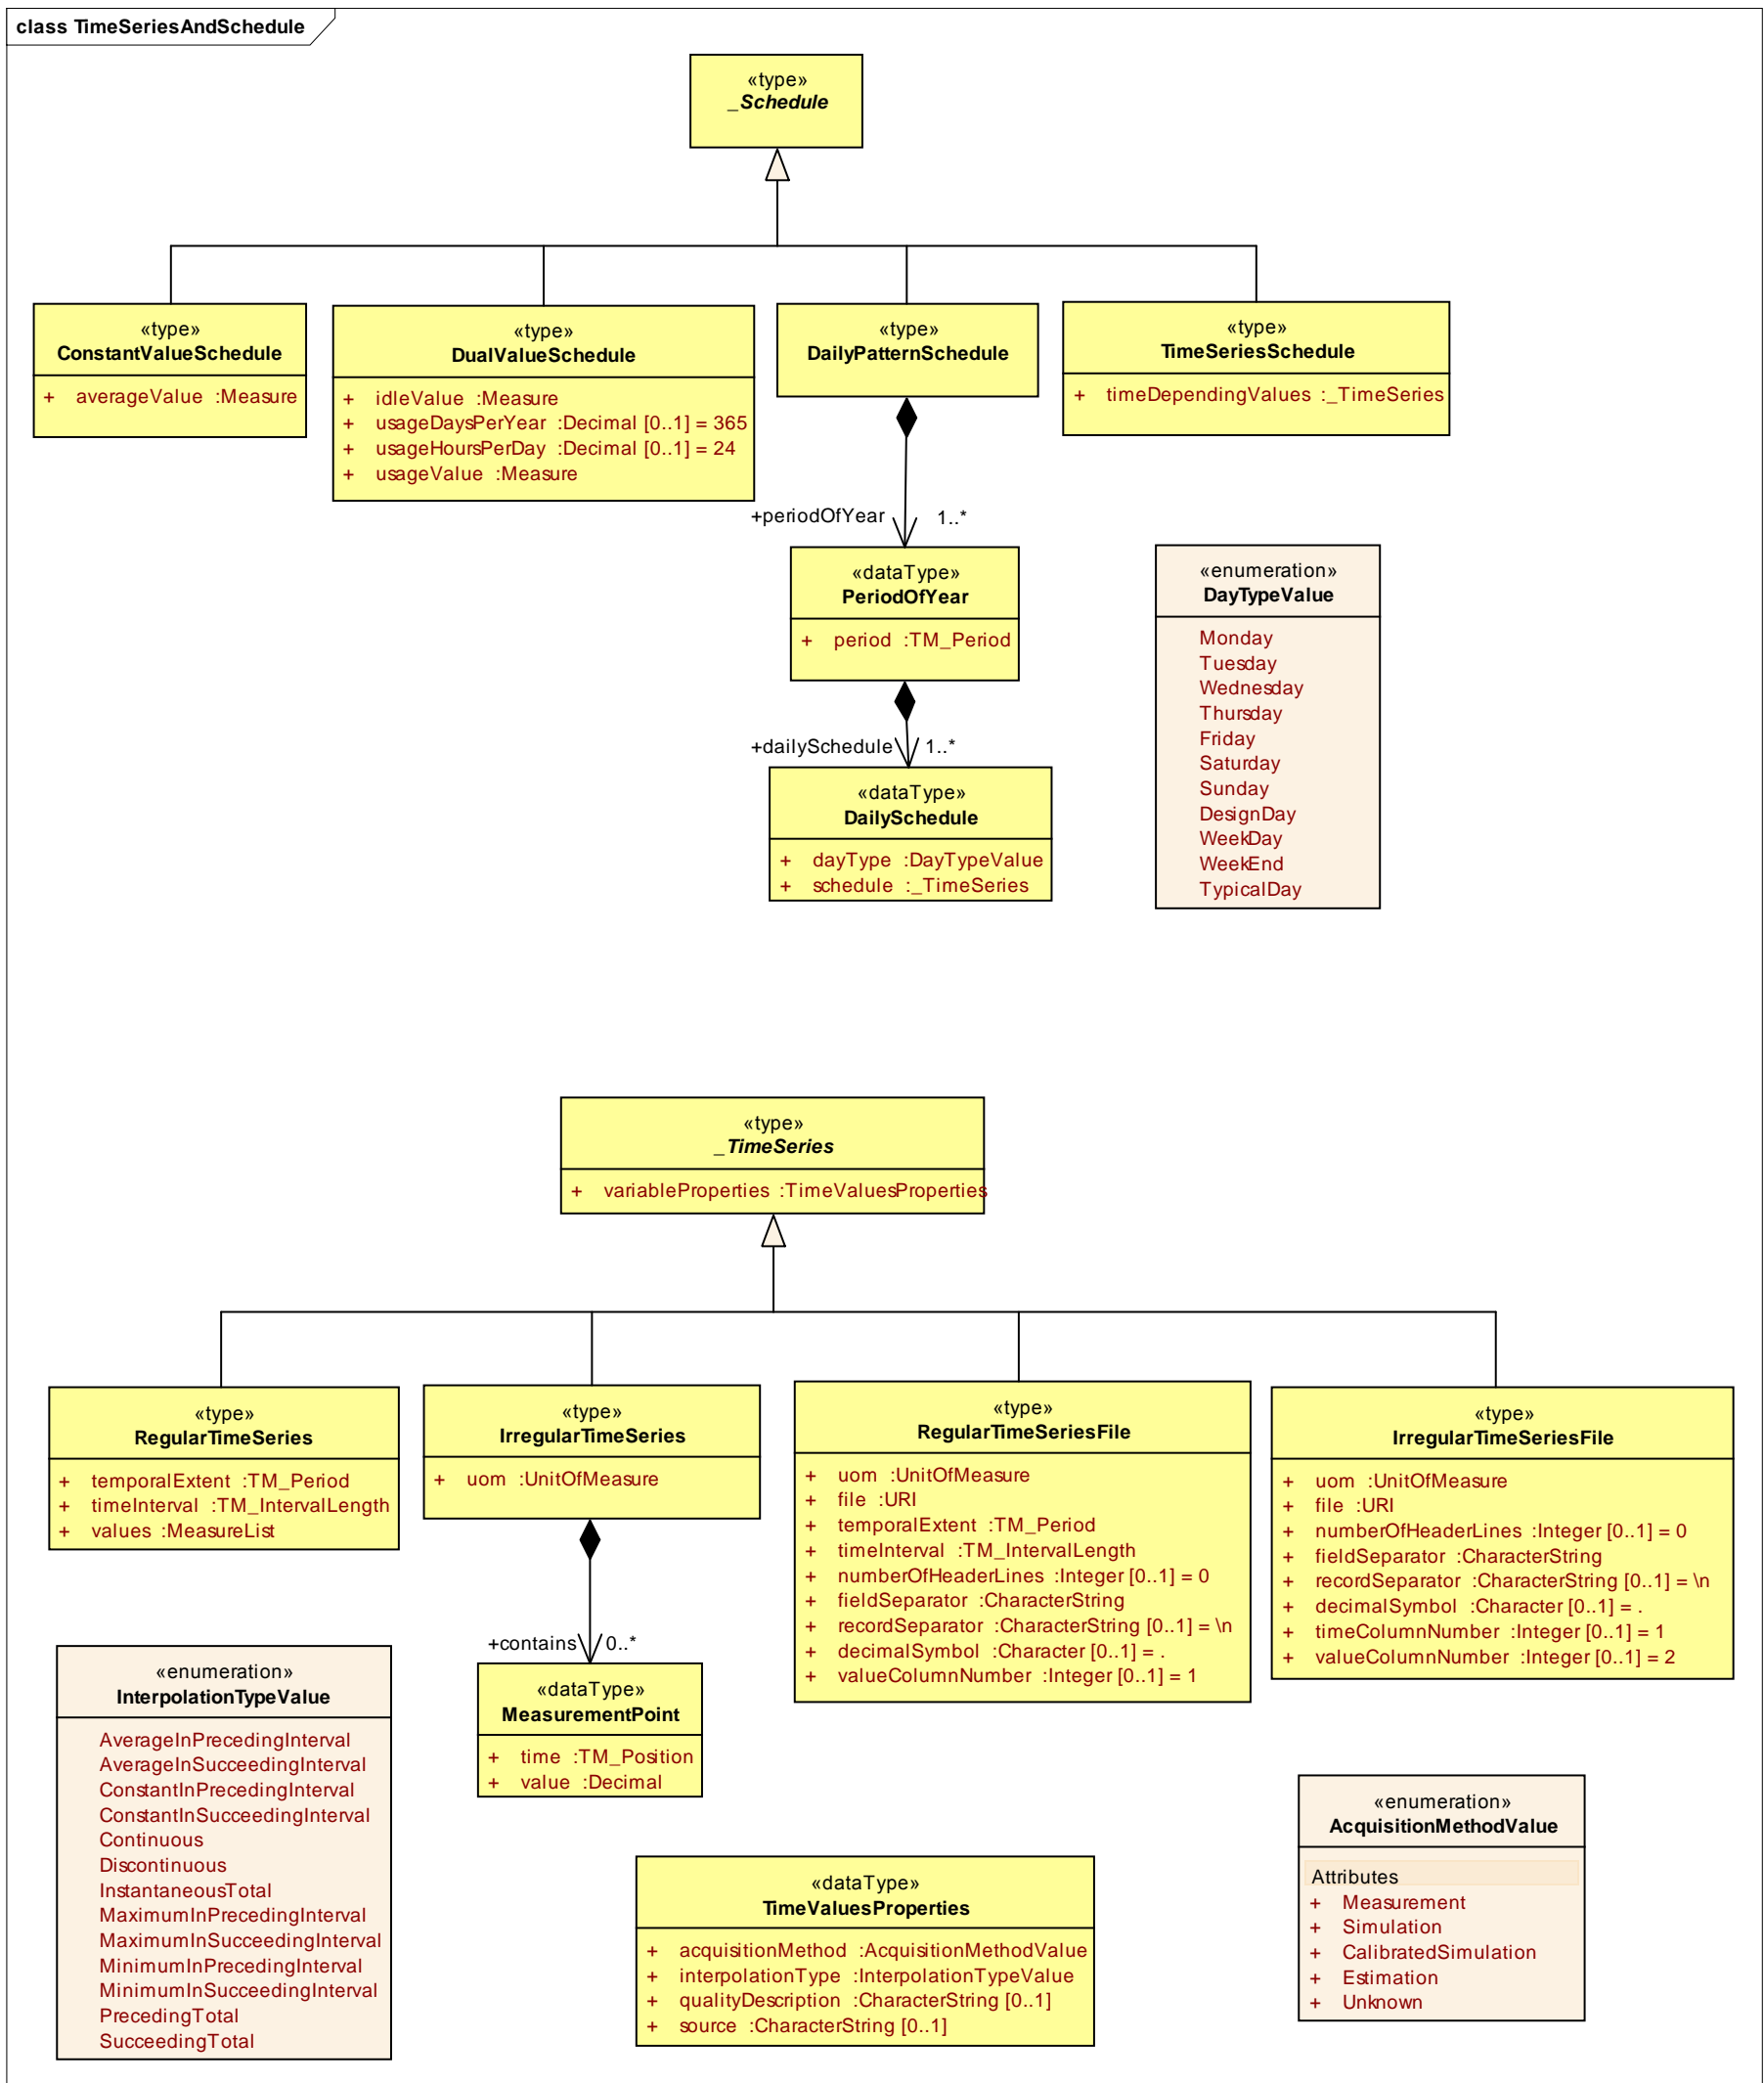 class TimeSeriesAndSchedule
«type»
_Schedule
«type»
ConstantValueSchedule
+ averageValue :Measure
«type»
DualValueSchedule
+ idleValue :Measure
+ usageDaysPerYear :Decimal [0..1] = 365
+ usageHoursPerDay :Decimal [0..1] = 24
+ usageValue :Measure
«type»
DailyPatternSchedule
«type»
TimeSeriesSchedule
+ timeDependingValues :_TimeSeries
+periodOfYear 1..*
«dataType»
PeriodOfYear
+ period :TM_Period
+dailySchedule 1..*
«dataType»
DailySchedule
+ dayType :DayTypeValue
+ schedule :_TimeSeries
«enumeration»
DayTypeValue
Monday
Tuesday
Wednesday
Thursday
Friday
Saturday
Sunday
DesignDay
WeekDay
WeekEnd
TypicalDay
«type»
_TimeSeries
+ variableProperties :TimeValuesProperties
«type»
RegularTimeSeries
+ temporalExtent :TM_Period
+ timeInterval :TM_IntervalLength
+ values :MeasureList
«type»
IrregularTimeSeries
+ uom :UnitOfMeasure
«type»
RegularTimeSeriesFile
+ uom :UnitOfMeasure
+ file :URI
+ temporalExtent :TM_Period
+ timeInterval :TM_IntervalLength
+ numberOfHeaderLines :Integer [0..1] = 0
+ fieldSeparator :CharacterString
+ recordSeparator :CharacterString [0..1] = \n
+ decimalSymbol :Character [0..1] = .
+ valueColumnNumber :Integer [0..1] = 1
«type»
IrregularTimeSeriesFile
+ uom :UnitOfMeasure
+ file :URI
+ numberOfHeaderLines :Integer [0..1] = 0
+ fieldSeparator :CharacterString
+ recordSeparator :CharacterString [0..1] = \n
+ decimalSymbol :Character [0..1] = .
+ timeColumnNumber :Integer [0..1] = 1
+ valueColumnNumber :Integer [0..1] = 2
+contains 0..*
«dataType»
MeasurementPoint
+ time :TM_Position
+ value :Decimal
«enumeration»
InterpolationTypeValue
AverageInPrecedingInterval
AverageInSucceedingInterval
ConstantInPrecedingInterval
ConstantInSucceedingInterval
Continuous
Discontinuous
InstantaneousTotal
MaximumInPrecedingInterval
MaximumInSucceedingInterval
MinimumInPrecedingInterval
MinimumInSucceedingInterval
PrecedingTotal
SucceedingTotal
«dataType»
TimeValuesProperties
+ acquisitionMethod :AcquisitionMethodValue
+ interpolationType :InterpolationTypeValue
+ qualityDescription :CharacterString [0..1]
+ source :CharacterString [0..1]
«enumeration»
AcquisitionMethodValue
Attributes
+ Measurement
+ Simulation
+ CalibratedSimulation
+ Estimation
+ Unknown